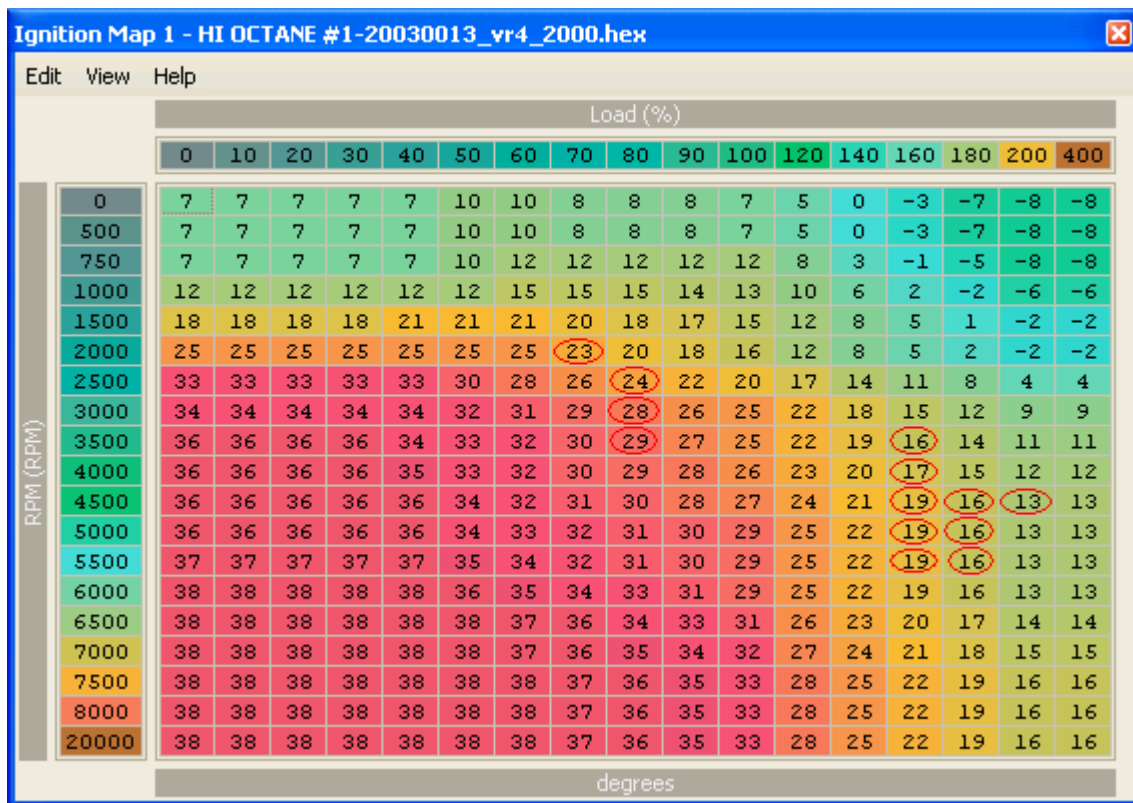 Ignition Map 1 - HI OCTANE #1-20030013_vr4_2000.hex
Edit View Help
Load (%)
0 10 20 30 40 50 60 70 80 90 100 120 140 160 180 200 400
RPM (RPM)
0 7 7 7 7 7 10 10 8 8 8 7 5 0 -3 -7 -8 -8
500 7 7 7 7 7 10 10 8 8 8 7 5 0 -3 -7 -8 -8
750 7 7 7 7 7 10 12 12 12 12 12 8 3 -1 -5 -8 -8
1000 12 12 12 12 12 12 15 15 15 14 13 10 6 2 -2 -6 -6
1500 18 18 18 18 21 21 21 20 18 17 15 12 8 5 1 -2 -2
2000 25 25 25 25 25 25 25 23 20 18 16 12 8 5 2 -2 -2
2500 33 33 33 33 33 30 28 26 24 22 20 17 14 11 8 4 4
3000 34 34 34 34 34 32 31 29 28 26 25 22 18 15 12 9 9
3500 36 36 36 36 34 33 32 30 29 27 25 22 19 16 14 11 11
4000 36 36 36 36 35 33 32 30 29 28 26 23 20 17 15 12 12
4500 36 36 36 36 36 34 32 31 30 28 27 24 21 19 16 13 13
5000 36 36 36 36 36 34 33 32 31 30 29 25 22 19 16 13 13
5500 37 37 37 37 37 35 34 32 31 30 29 25 22 19 16 13 13
6000 38 38 38 38 38 36 35 34 33 31 29 25 22 19 16 13 13
6500 38 38 38 38 38 38 37 36 34 33 31 26 23 20 17 14 14
7000 38 38 38 38 38 38 37 36 35 34 32 27 24 21 18 15 15
7500 38 38 38 38 38 38 38 37 36 35 33 28 25 22 19 16 16
8000 38 38 38 38 38 38 38 37 36 35 33 28 25 22 19 16 16
20000 38 38 38 38 38 38 38 37 36 35 33 28 25 22 19 16 16
degrees